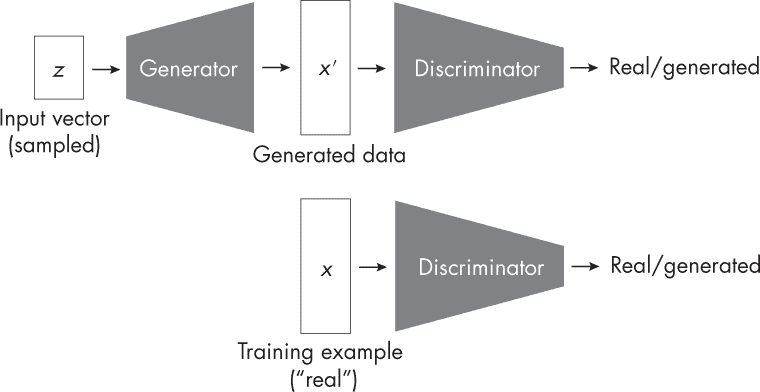 z
Generator
x′
Discriminator
Real/generated
Input vector
(sampled)
Generated data
x
Discriminator
Real/generated
Training example
(“real”)